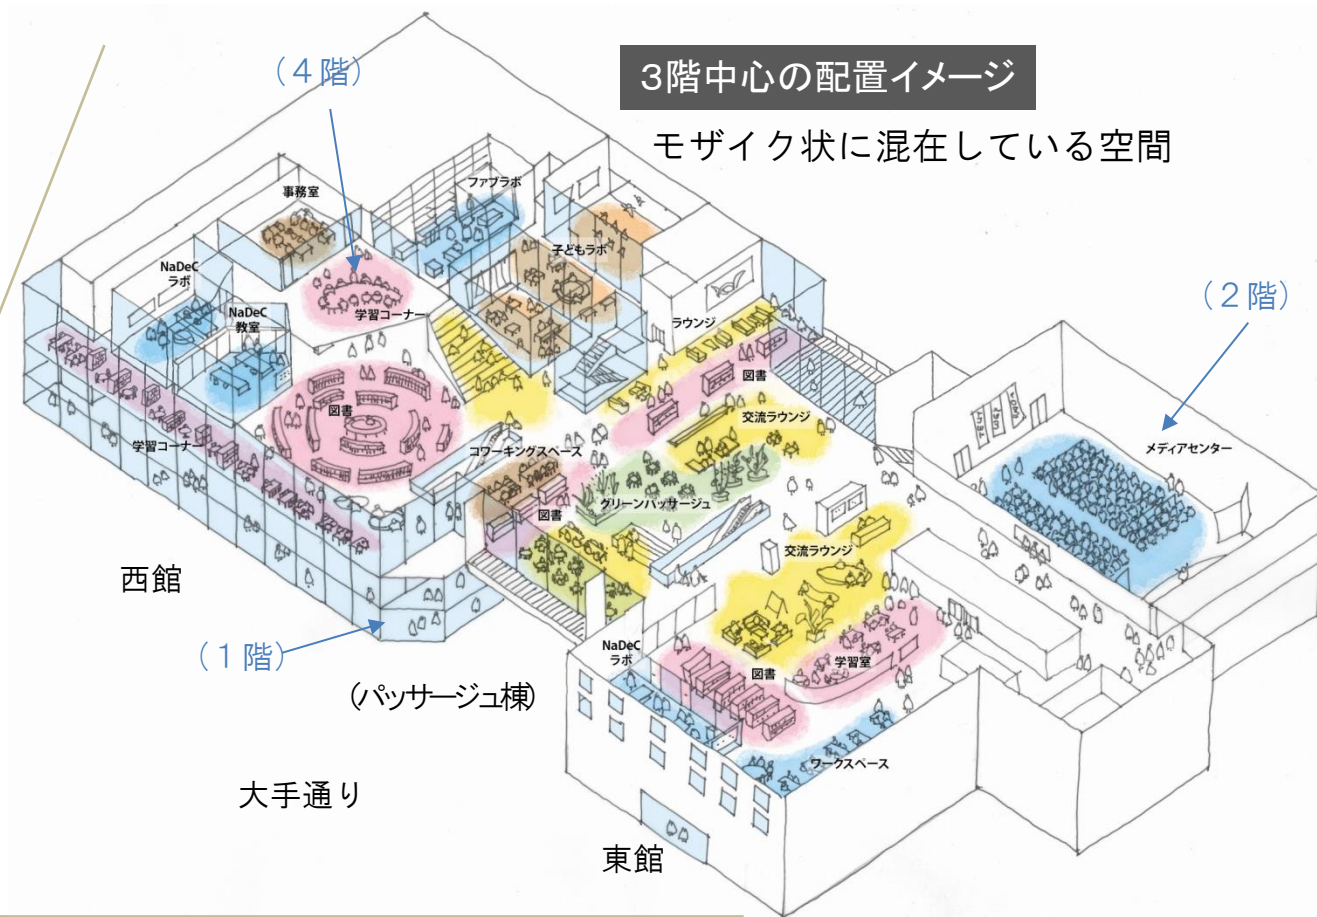 3階中心の配置イメージ
モザイク状に混在している空間
（４階）
事務室
ファブラボ
子どもラボ
NaDeC
ラボ
NaDeC
教室
学習コーナー
ラウンジ
（２階）
図書
図書
交流ラウンジ
学習コーナー
コワーキングスペース
メディアセンター
グリーンパッサージュ
図書
交流ラウンジ
西館
（１階）
(パッサージュ棟)
NaDeC
ラボ
図書
学習室
ワークスペース
大手通り
東館